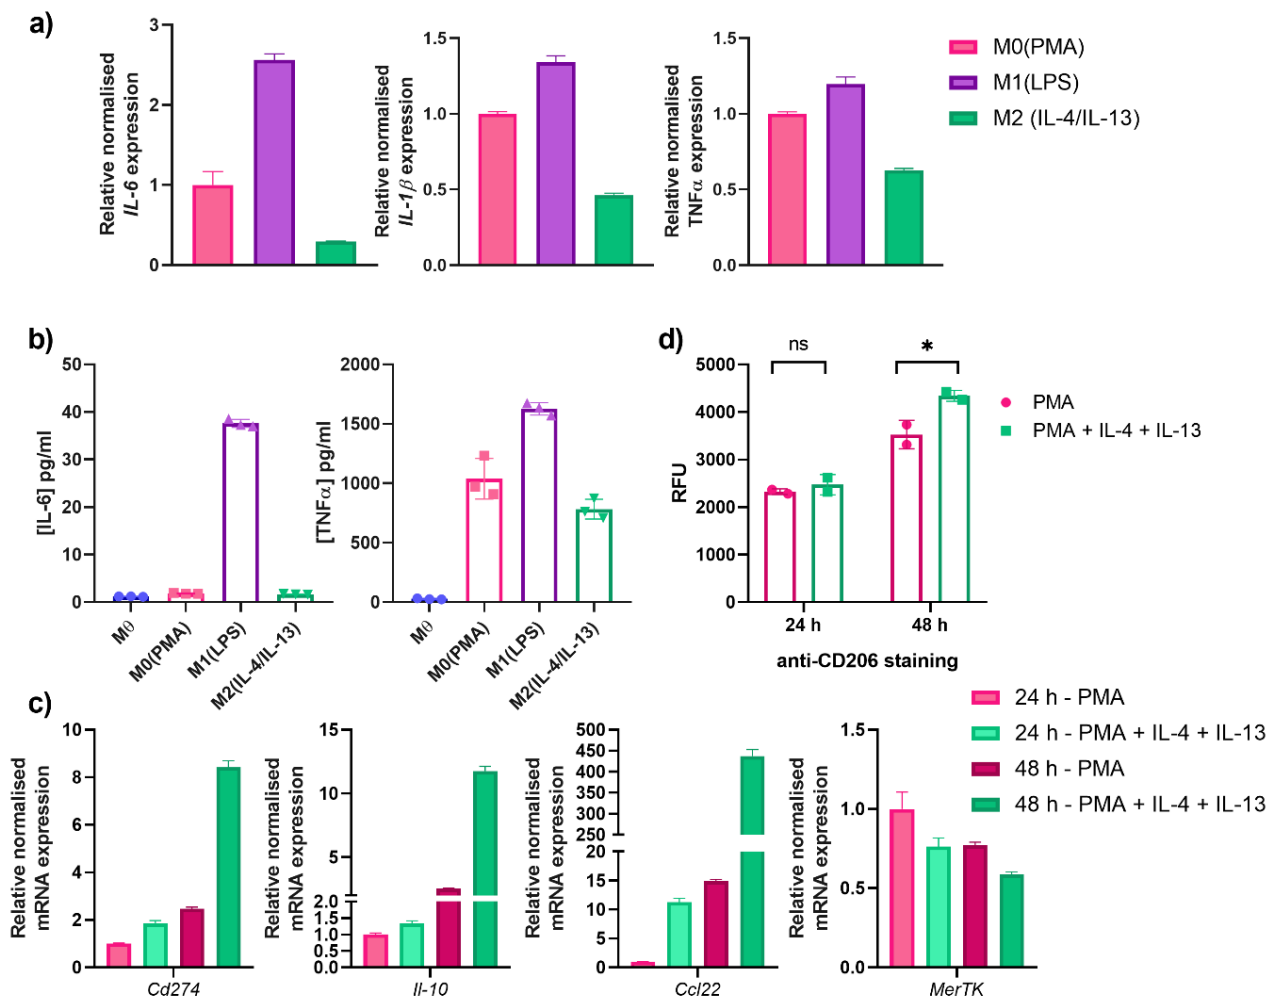 a)
Relative normalised
IL-6 expression
3
2
1
0
Relative normalised
IL-1β expression
1.5
1.0
0.5
0.0
Relative normalised
TNFα expression
1.5
1.0
0.5
0.0
M0(PMA)
M1(LPS)
M2 (IL-4/IL-13)
b)
[IL-6] pg/ml
50
40
30
20
10
0
Mθ
M0(PMA)
M1(LPS)
M2(IL-4/IL-13)
[TNFα] pg/ml
2000
1500
1000
500
0
Mθ
M0(PMA)
M1(LPS)
M2(IL-4/IL-13)
d)
RFU
5000
4000
3000
2000
1000
0
ns
*
24 h
48 h
anti-CD206 staining
PMA
PMA + IL-4 + IL-13
c)
Relative normalised
mRNA expression
10
8
6
4
2
0
Cd274
Relative normalised
mRNA expression
15
10
5
2.0
1.5
1.0
0.5
0.0
Il-10
Relative normalised
mRNA expression
500
450
400
350
300
250
20
15
10
5
0
Ccl22
Relative normalised
mRNA expression
1.5
1.0
0.5
0.0
MerTK
24 h - PMA
24 h - PMA + IL-4 + IL-13
48 h - PMA
48 h - PMA + IL-4 + IL-13